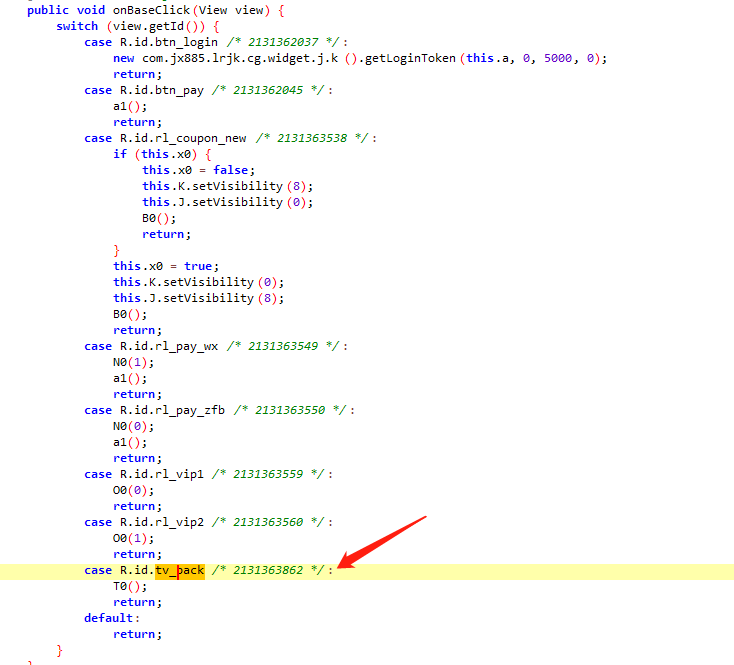 public void onBaseClick(View view) {
switch (view.getId()) {
case R.id.btn_login /* 2131362037 */:
new com.jx885.lrjk.cg.widget.j.k ().getLoginToken(this.a, 0, 5000, 0);
return;
case R.id.btn_pay /* 2131362045 */:
a1();
return;
case R.id.rl_coupon_new /* 2131363538 */:
if (this.x0) {
this.x0 = false;
this.K.setVisibility(8);
this.J.setVisibility(0);
B0();
return;
}
this.x0 = true;
this.K.setVisibility(0);
this.J.setVisibility(8);
B0();
return;
case R.id.rl_pay_wx /* 2131363549 */:
N0(1);
a1();
return;
case R.id.rl_pay_zfb /* 2131363550 */:
N0(0);
a1();
return;
case R.id.rl_vip1 /* 2131363559 */:
O0(0);
return;
case R.id.rl_vip2 /* 2131363560 */:
O0(1);
return;
case R.id.tv_back /* 2131363862 */:
T0();
return;
default:
return;
}
}